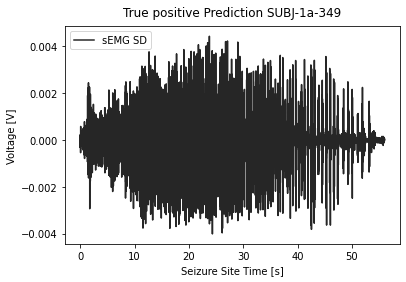 True positive Prediction SUBJ-1a-349
sEMG SD
0.004
0.002
0.000
−0.002
−0.004
Voltage [V]
0
10
20
30
40
50
Seizure Site Time [s]